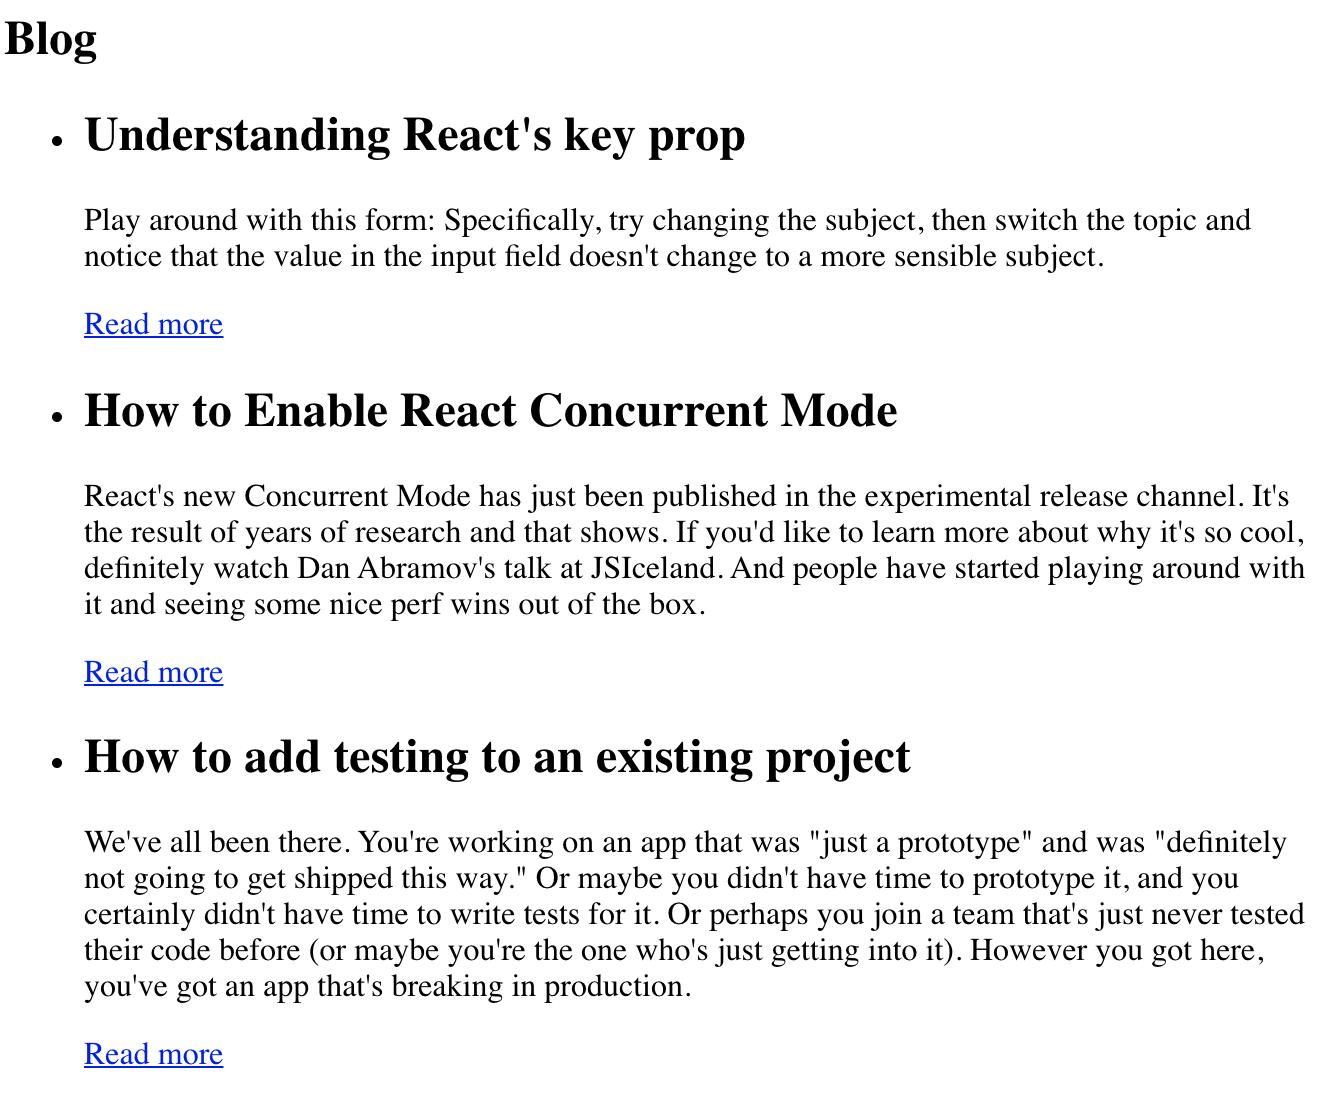 Blog
Understanding React's key prop
Play around with this form: Specifically, try changing the subject, then switch the topic and
notice that the value in the input field doesn't change to a more sensible subject.
Read more
How to Enable React Concurrent Mode
React's new Concurrent Mode has just been published in the experimental release channel. It's
the result of years of research and that shows. If you'd like to learn more about why it's so cool,
definitely watch Dan Abramov's talk at JSIceland. And people have started playing around with
it and seeing some nice perf wins out of the box.
Read more
How to add testing to an existing project
We've all been there. You're working on an app that was "just a prototype" and was "definitely
not going to get shipped this way." Or maybe you didn't have time to prototype it, and you
certainly didn't have time to write tests for it. Or perhaps you join a team that's just never tested
their code before (or maybe you're the one who's just getting into it). However you got here,
you've got an app that's breaking in production.
Read more